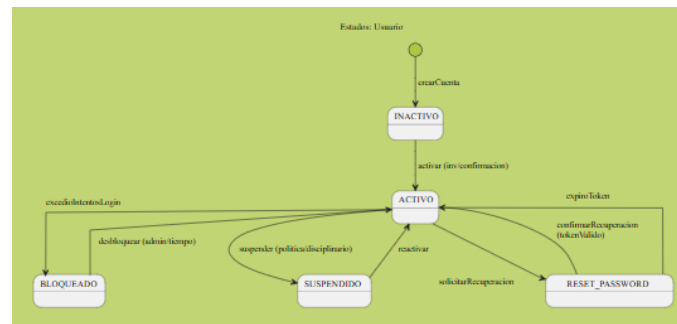 Estados: Usuario
crearCuenta
INACTIVO
activar (inv/confirmacion)
ACTIVO
excedioIntentosLogin
expiroToken
desbloquear (admin/tiempo)
suspender (politica/disciplinario)
reactivar
confirmarRecuperacion
(tokenValido)
solicitarRecuperacion
BLOQUEADO
SUSPENDIDO
RESET_PASSWORD